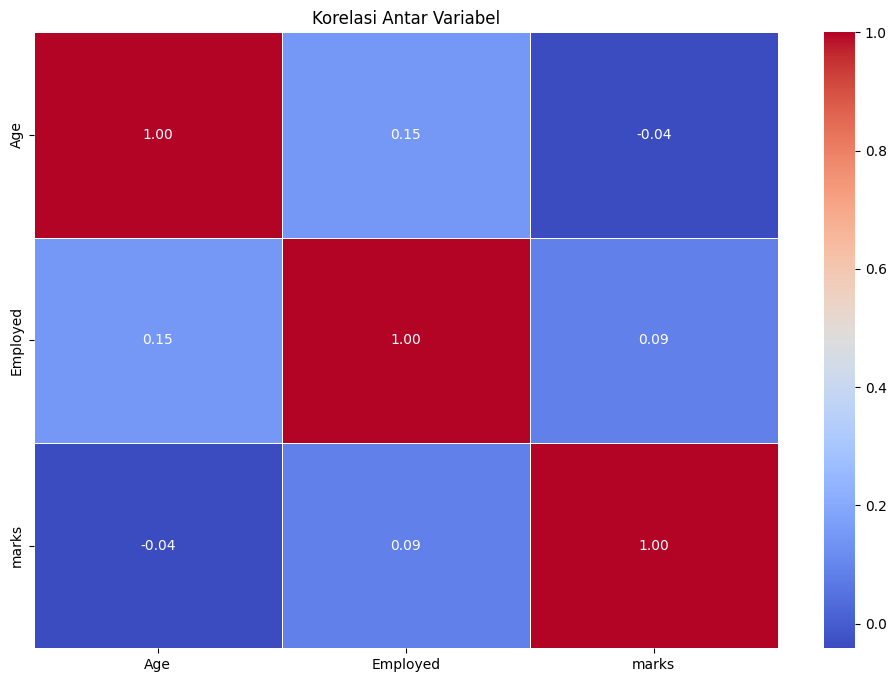 Korelasi Antar Variabel
Age
1.00
0.15
-0.04
Employed
0.15
1.00
0.09
marks
-0.04
0.09
1.00
Age
Employed
marks
1.0
0.8
0.6
0.4
0.2
0.0